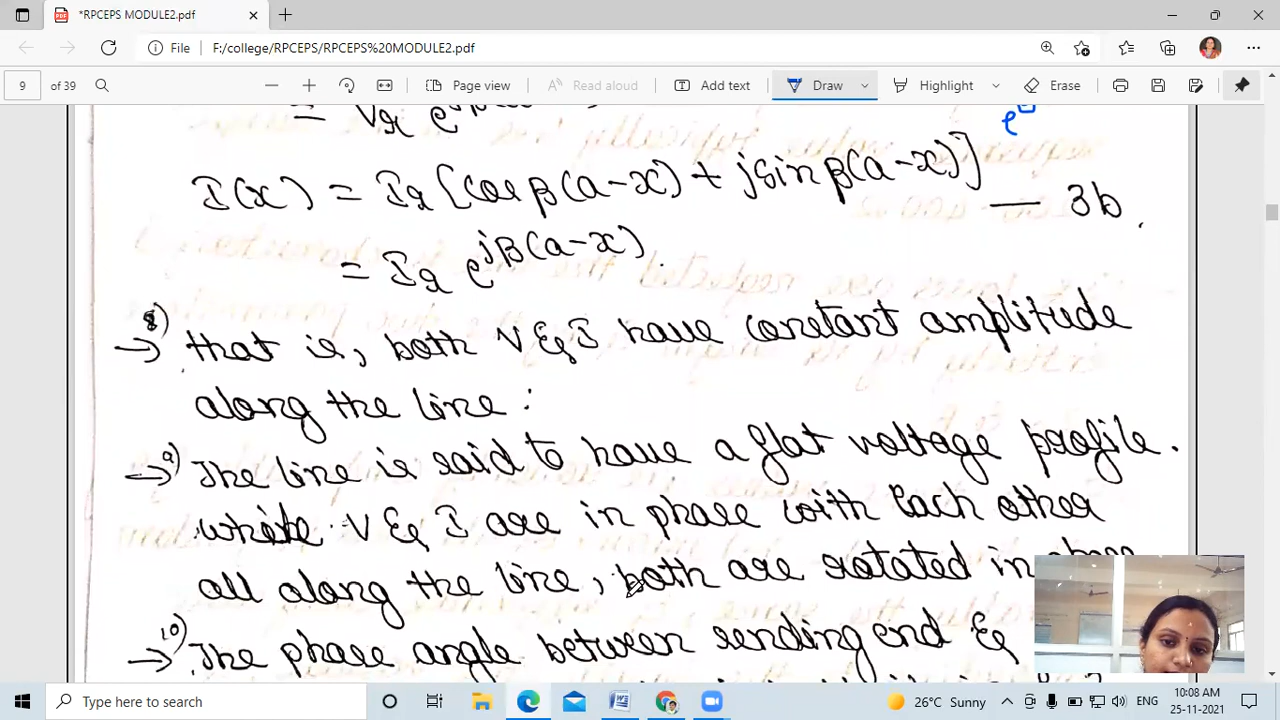 *RPCEPS MODULE2.pdf
File F:/college/RPCEPS/RPCEPS%20MODULE2.pdf
9 of 39 Page view Read aloud Add text Draw Highlight Erase
I(x) = Ir [cos β(a-x) + j sin β(a-x)] — 3b.
= Ir e^jβ(a-x).
→ 8) that is, both V & I have constant amplitude
along the line:
→ 9) The line is said to have a flat voltage profile.
while V & I are in phase with each other
all along the line, both are rotated in
→ 10) The phase angle between sending end &
Type here to search 26°C Sunny ENG 10:08 AM
25-11-2021